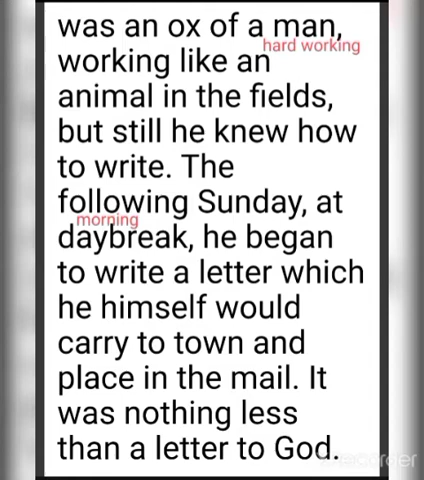 was an ox of a man,
hard working
working like an
animal in the fields,
but still he knew how
to write. The
following Sunday, at
morning
daybreak, he began
to write a letter which
he himself would
carry to town and
place in the mail. It
was nothing less
than a letter to God.